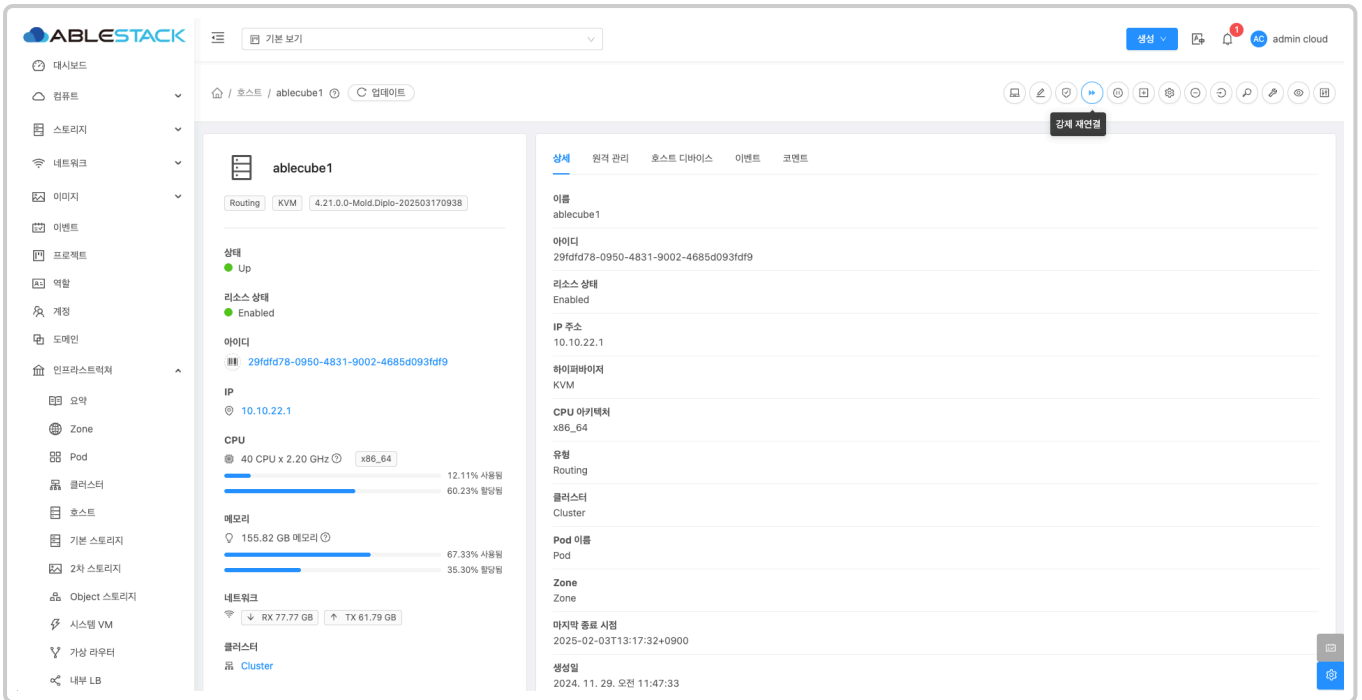 ABLESTACK
기본 보기
생성
1
AC
admin cloud
대시보드
컴퓨트
스토리지
네트워크
이미지
이벤트
프로젝트
역할
계정
도메인
인프라스트럭쳐
요약
Zone
Pod
클러스터
호스트
기본 스토리지
2차 스토리지
Object 스토리지
시스템 VM
가상 라우터
내부 LB
/ 호스트 / ablecube1
업데이트
강제 재연결
ablecube1
Routing KVM 4.21.0.0-Mold.Diplo-202503170938
상태
Up
리소스 상태
Enabled
아이디
29fdfd78-0950-4831-9002-4685d093fdf9
IP
10.10.22.1
CPU
40 CPU x 2.20 GHz x86_64
12.11% 사용됨
60.23% 할당됨
메모리
155.82 GB 메모리
67.33% 사용됨
35.30% 할당됨
네트워크
RX 77.77 GB TX 61.79 GB
클러스터
Cluster
상세 원격 관리 호스트 디바이스 이벤트 코멘트
이름
ablecube1
아이디
29fdfd78-0950-4831-9002-4685d093fdf9
리소스 상태
Enabled
IP 주소
10.10.22.1
하이퍼바이저
KVM
CPU 아키텍처
x86_64
유형
Routing
클러스터
Cluster
Pod 이름
Pod
Zone
Zone
마지막 종료 시점
2025-02-03T13:17:32+0900
생성일
2024. 11. 29. 오전 11:47:33